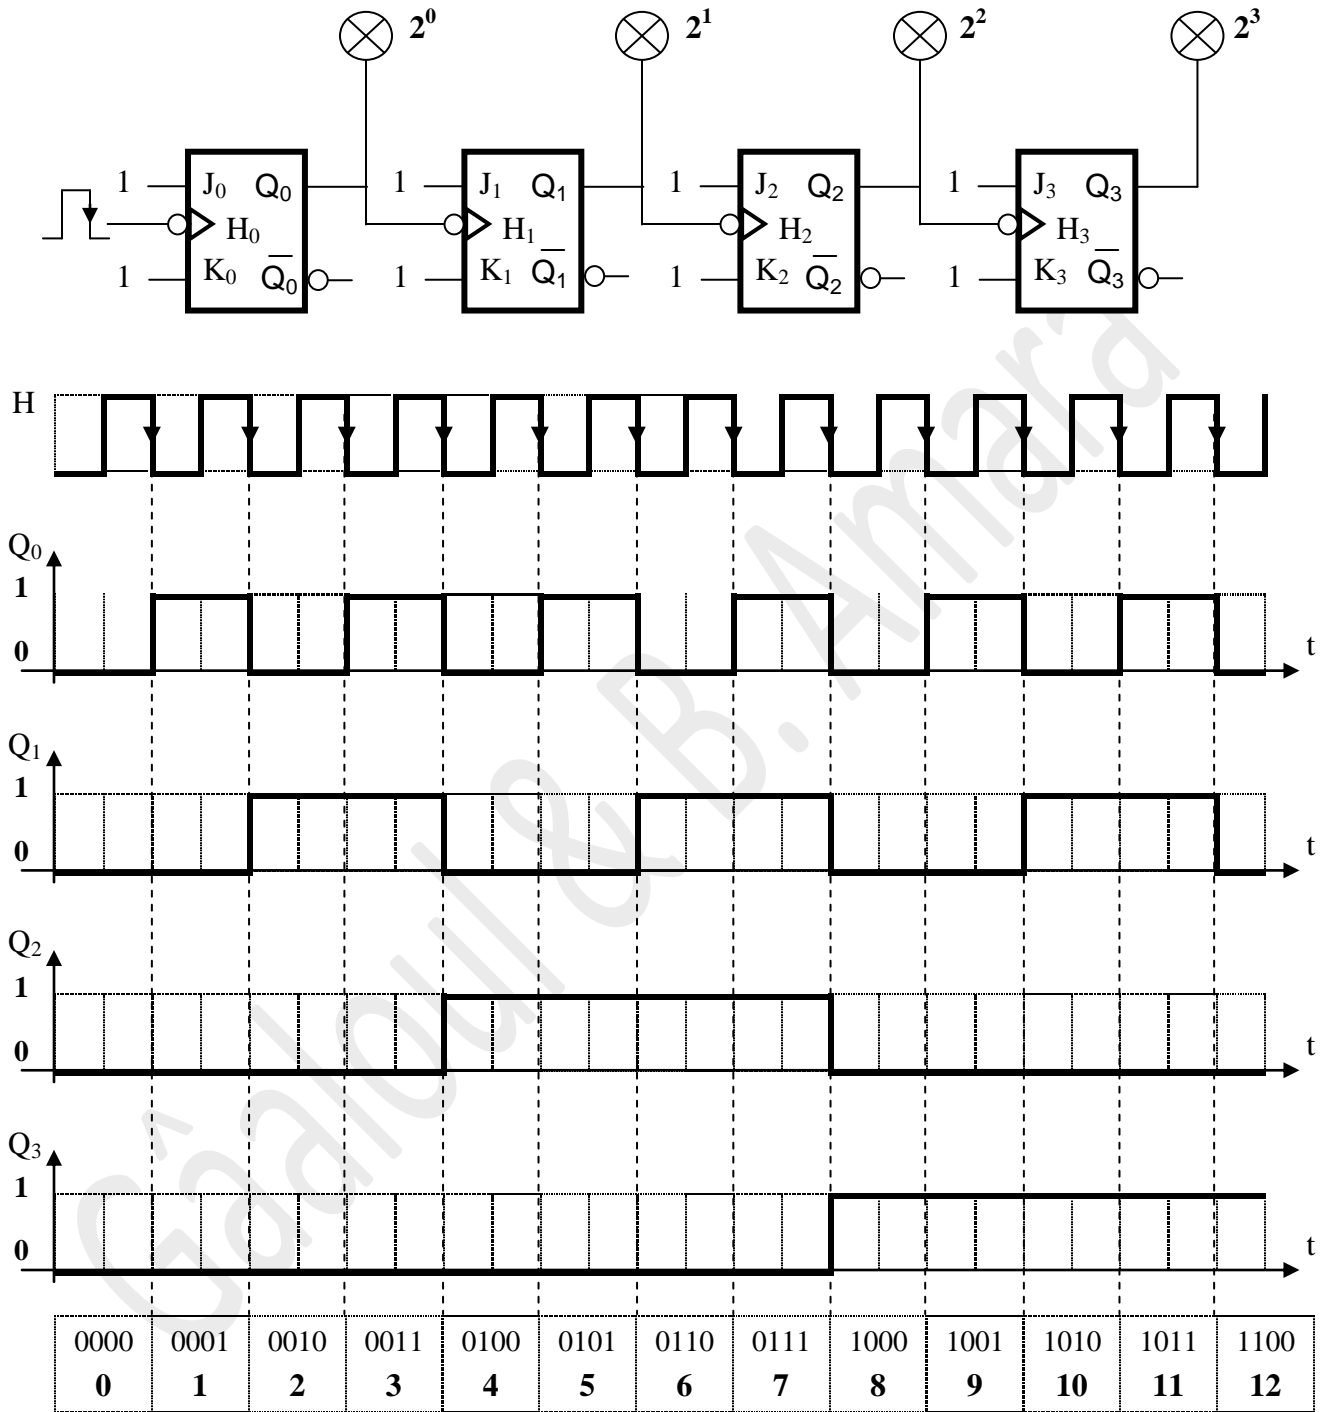 2⁰ 2¹ 2² 2³
1 J₀ Q₀ 1 J₁ Q₁ 1 J₂ Q₂ 1 J₃ Q₃
H₀ H₁ H₂ H₃
1 K₀ Q̅₀ 1 K₁ Q̅₁ 1 K₂ Q̅₂ 1 K₃ Q̅₃
H
Q₀
1
0 t
Q₁
1
0 t
Q₂
1
0 t
Q₃
1
0 t
0000 0001 0010 0011 0100 0101 0110 0111 1000 1001 1010 1011 1100
0 1 2 3 4 5 6 7 8 9 10 11 12
Gâaloul & B. Amara